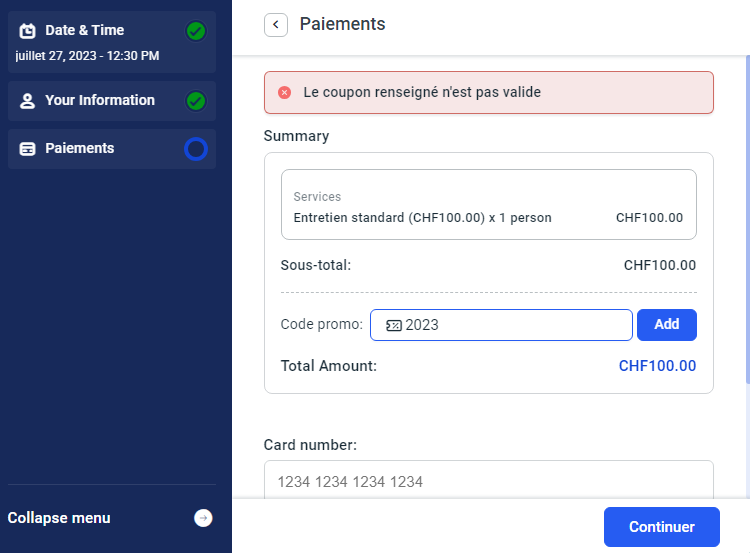 Date & Time
juillet 27, 2023 - 12:30 PM
Your Information
Paiements
Collapse menu
Paiements
Le coupon renseigné n'est pas valide
Summary
Services
Entretien standard (CHF100.00) x 1 person CHF100.00
Sous-total: CHF100.00
Code promo: 2023 Add
Total Amount: CHF100.00
Card number:
1234 1234 1234 1234
Continuer